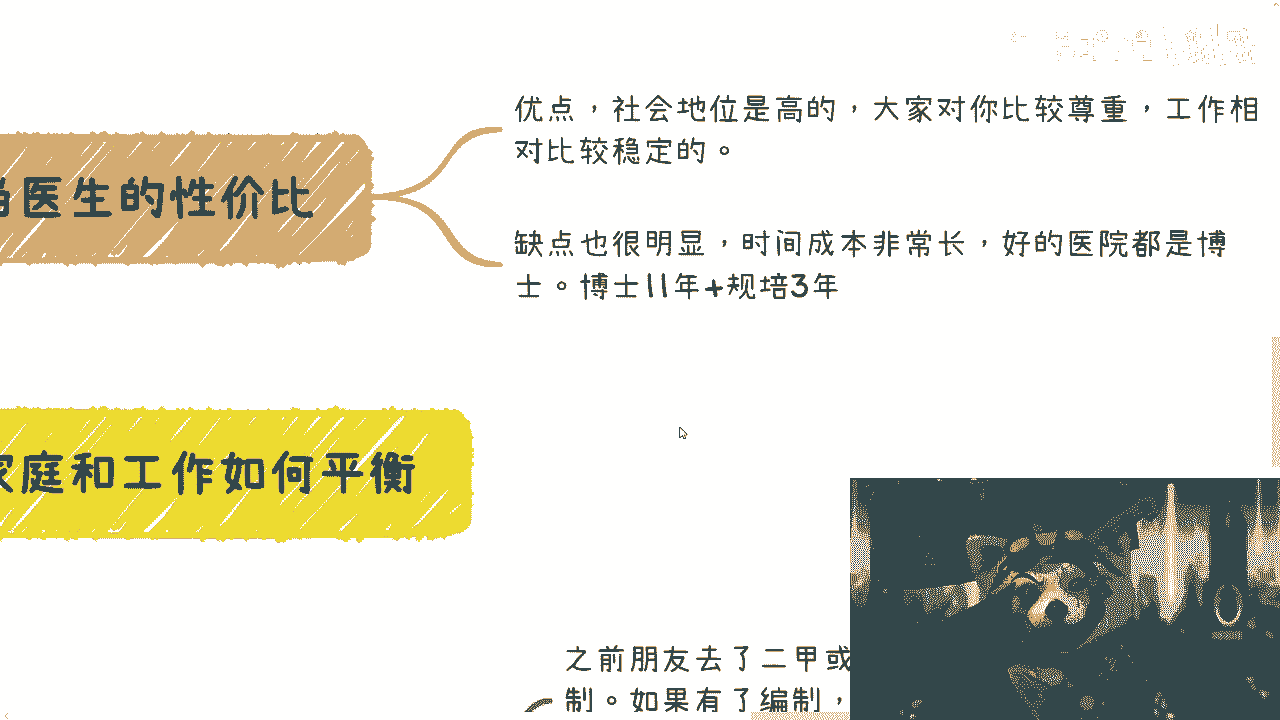 优点，社会地位是高的，大家对你比较尊重，工作相
对比较稳定的。
当医生的性价比
缺点也很明显，时间成本非常长，好的医院都是博
士。博士11年+规培3年
家庭和工作如何平衡
之前朋友去了二甲或
制。如果有了编制，